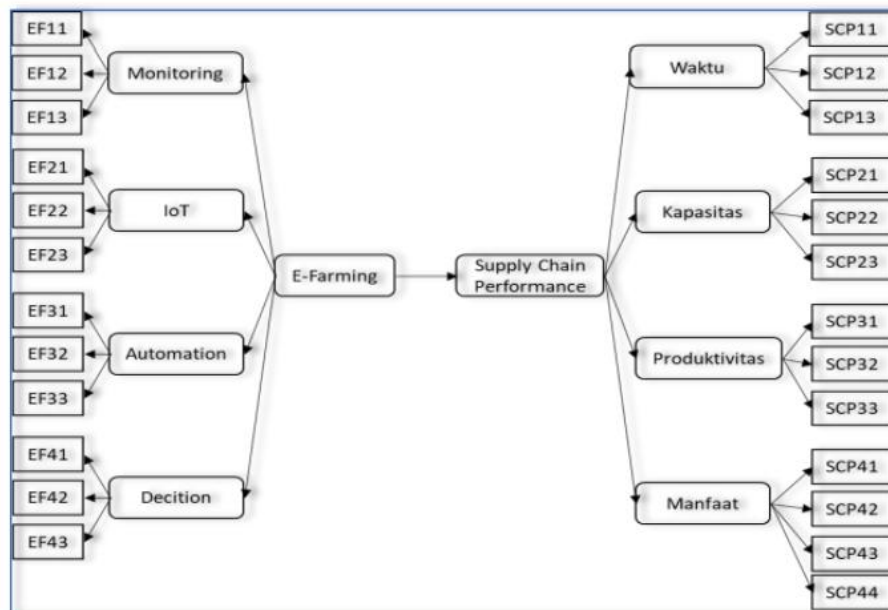 EF11
EF12
EF13
Monitoring
EF21
EF22
EF23
IoT
EF31
EF32
EF33
Automation
EF41
EF42
EF43
Decition
E-Farming
Supply Chain
Performance
Waktu
SCP11
SCP12
SCP13
Kapasitas
SCP21
SCP22
SCP23
Produktivitas
SCP31
SCP32
SCP33
Manfaat
SCP41
SCP42
SCP43
SCP44